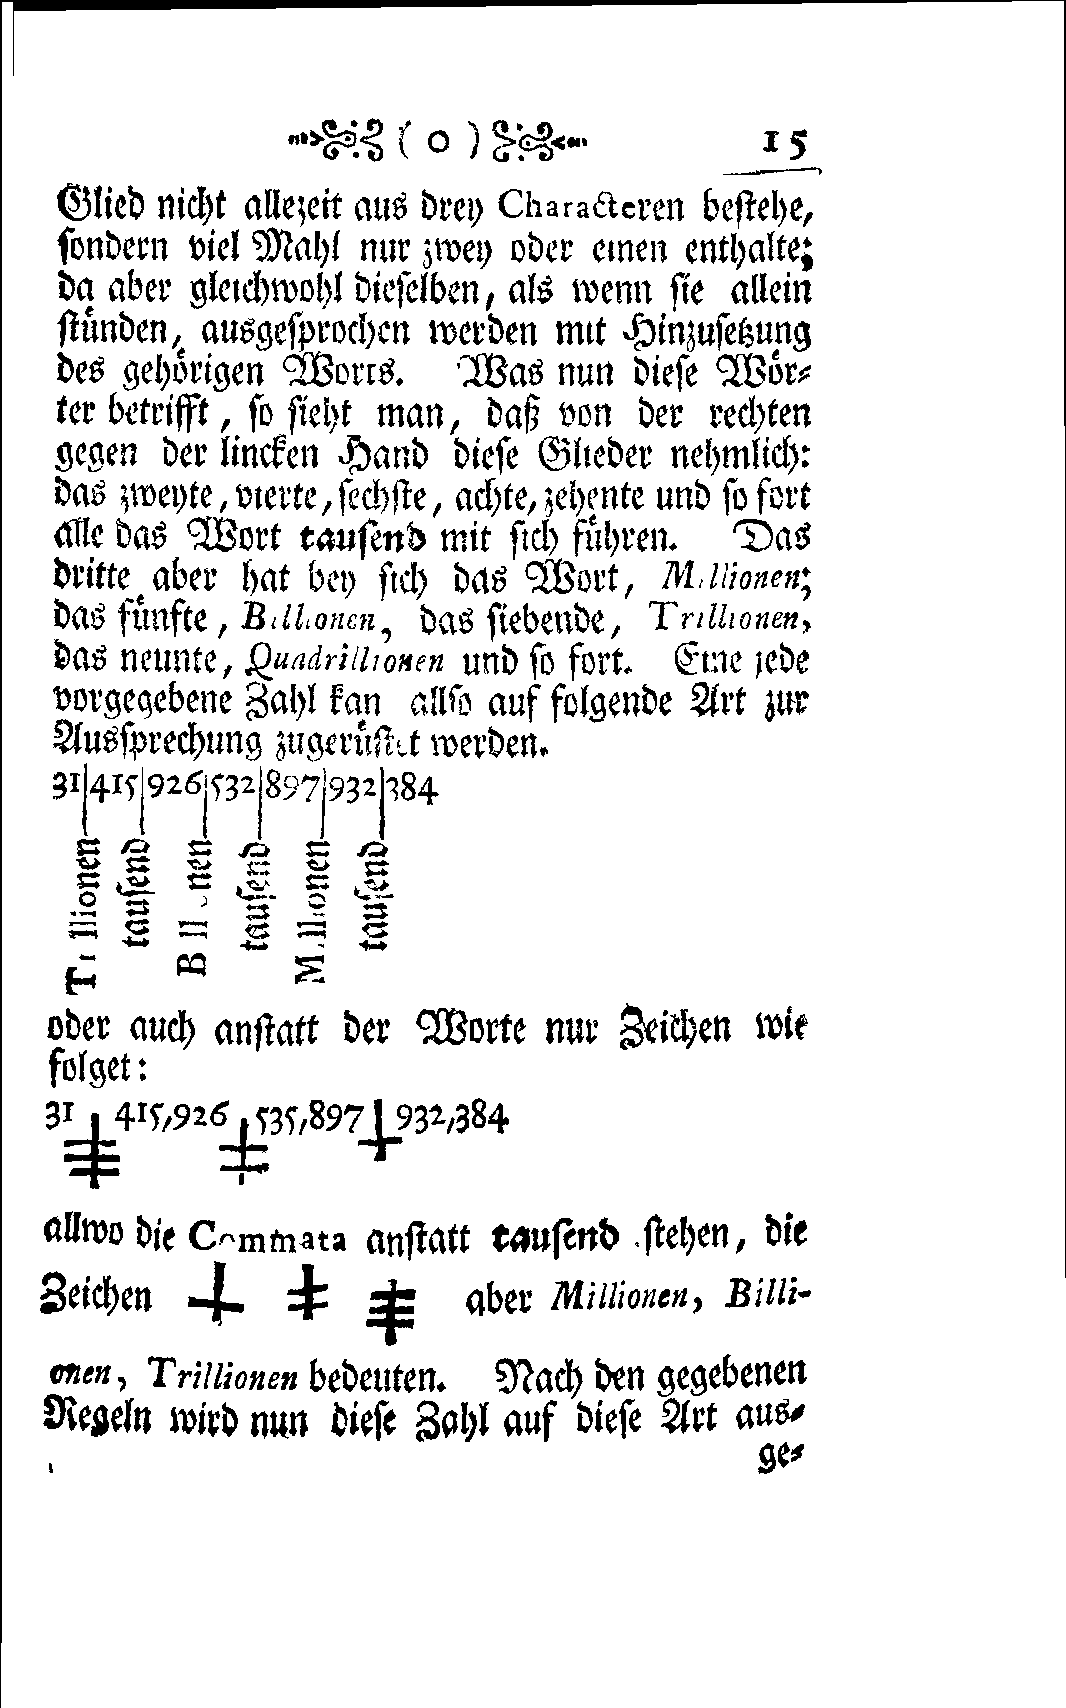 ( o ) 15
Glied nicht allezeit aus drey Characteren bestehe,
sondern viel Mahl nur zwey oder einen enthalte;
da aber gleichwohl dieselben, als wenn sie allein
stünden, ausgesprochen werden mit Hinzusetzung
des gehörigen Worts. Was nun diese Wör-
ter betrifft, so sieht man, daß von der rechten
gegen der lincken Hand diese Glieder nehmlich:
das zweyte, vierte, sechste, achte, zehente und so fort
alle das Wort tausend mit sich führen. Das
dritte aber hat bey sich das Wort, Millionen;
das fünfte, Billionen, das siebende, Trillionen,
das neunte, Quadrillionen und so fort. Eine jede
vorgegebene Zahl kan allso auf folgende Art zur
Aussprechung zugerüstet werden.
31|415|926|532|897|932|384
Trillionen
tausend
Billionen
tausend
Millionen
tausend
oder auch anstatt der Worte nur Zeichen wie
folget:
31 415,926 535,897 932,384
allwo die Commata anstatt tausend stehen, die
Zeichen aber Millionen, Billi-
onen, Trillionen bedeuten. Nach den gegebenen
Regeln wird nun diese Zahl auf diese Art aus-
ge-